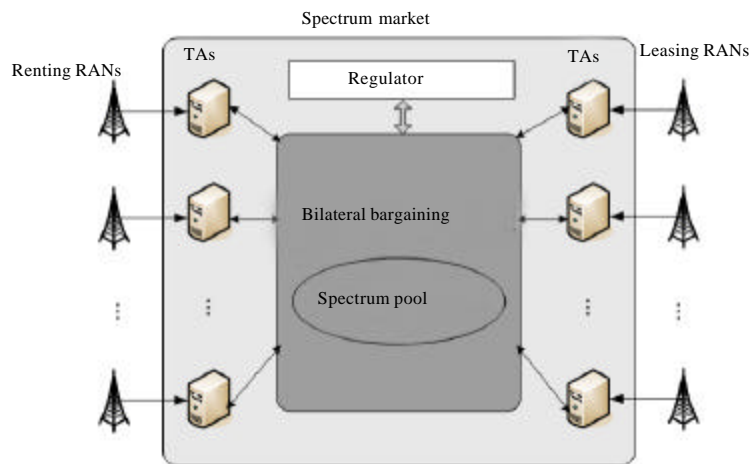 Spectrum market
Renting RANs
TAs
Regulator
TAs
Leasing RANs
Bilateral bargaining
Spectrum pool